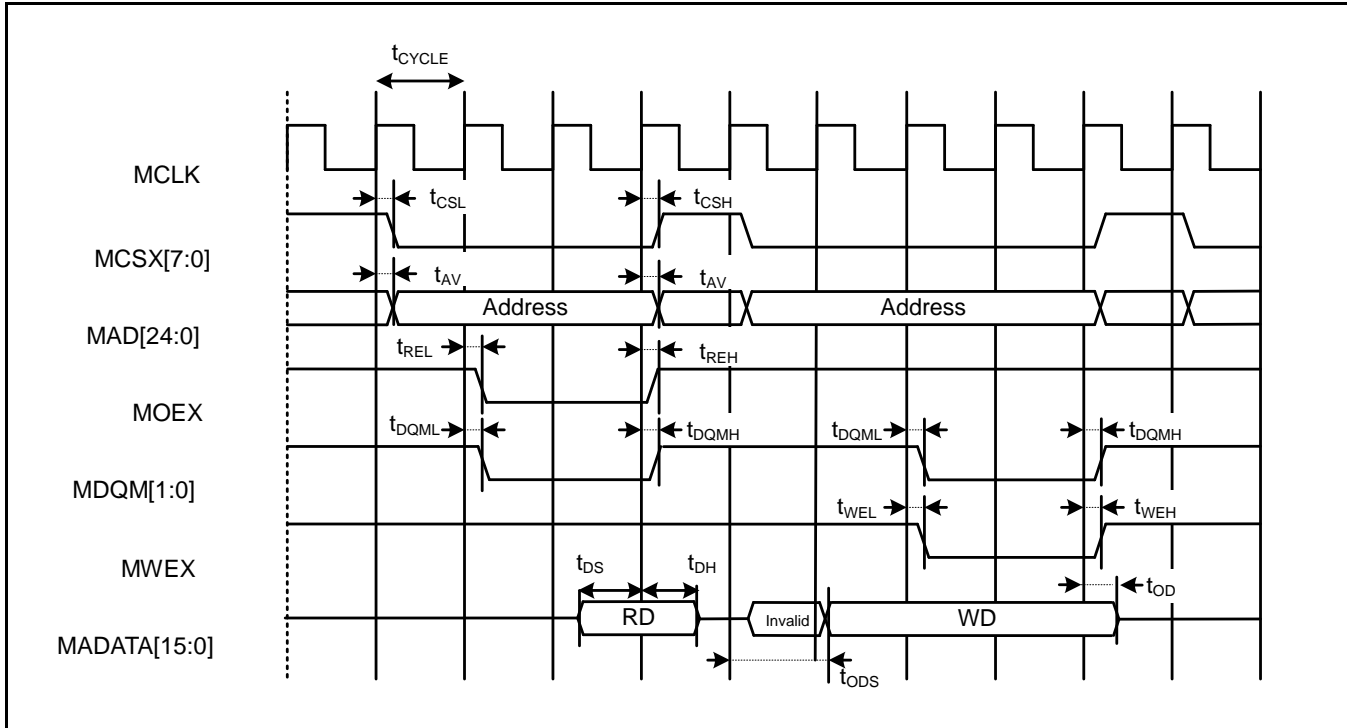 tCYCLE
MCLK
tCSL tCSH
MCSX[7:0]
tAV tAV
Address Address
MAD[24:0]
tREL tREH
MOEX
tDQML tDQMH tDQML tDQMH
MDQM[1:0]
tWEL tWEH
MWEX
tDS tDH
tOD
RD Invalid WD
MADATA[15:0]
tODS